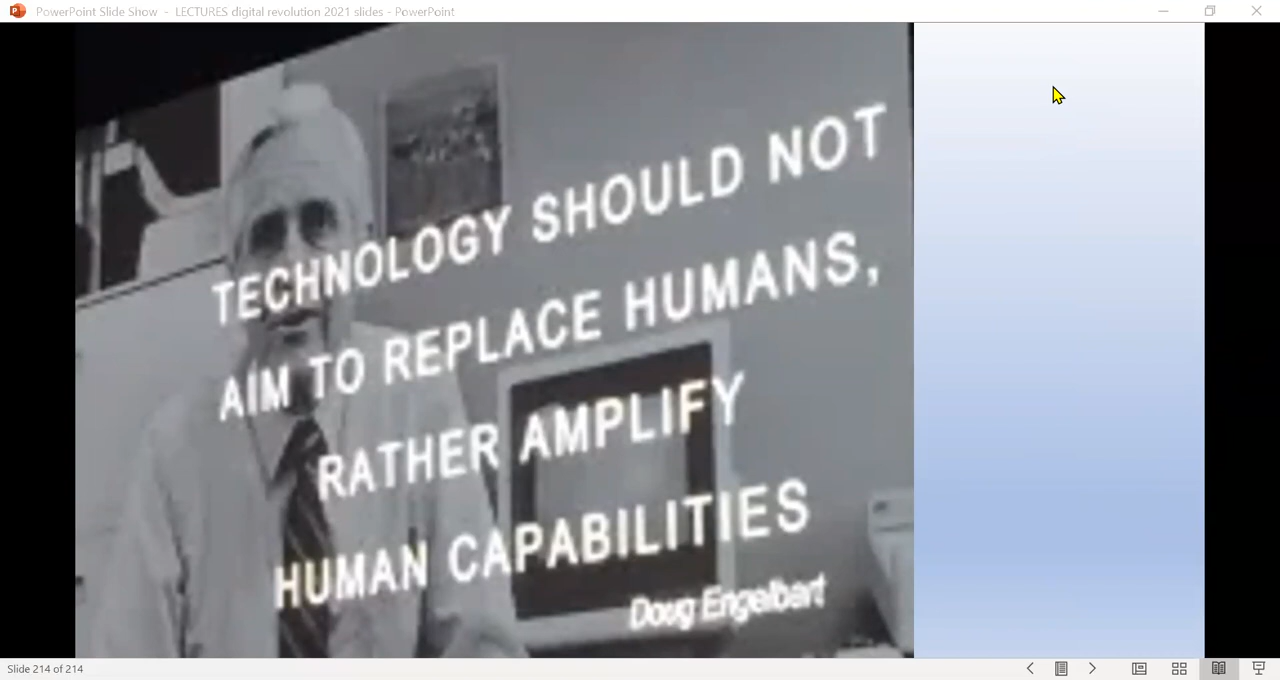 PowerPoint Slide Show - LECTURES digital revolution 2021 slides - PowerPoint
TECHNOLOGY SHOULD NOT
AIM TO REPLACE HUMANS,
RATHER AMPLIFY
HUMAN CAPABILITIES
Doug Engelbart
Slide 214 of 214